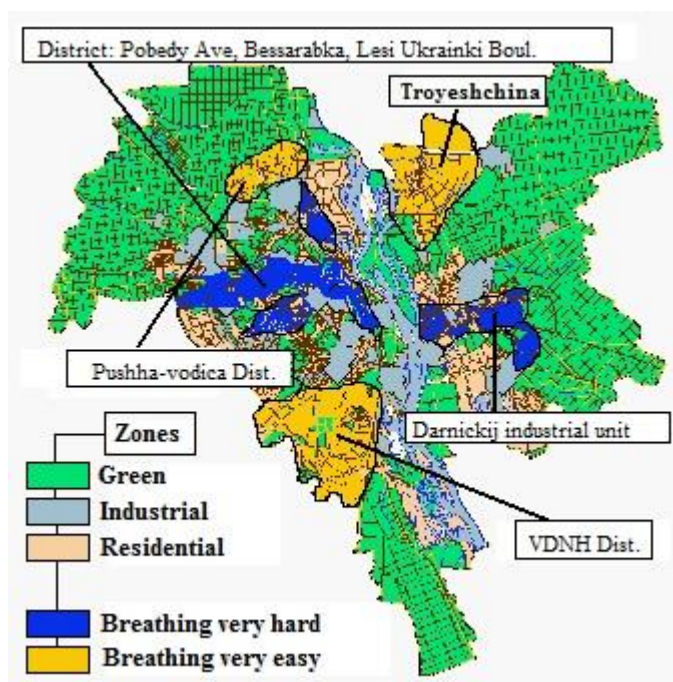 District: Pobedy Ave, Bessarabka, Lesi Ukrainki Boul.
Troyeshchina
Pushha-vodica Dist.
Darnickij industrial unit
VDNH Dist.
Zones
Green
Industrial
Residential
Breathing very hard
Breathing very easy